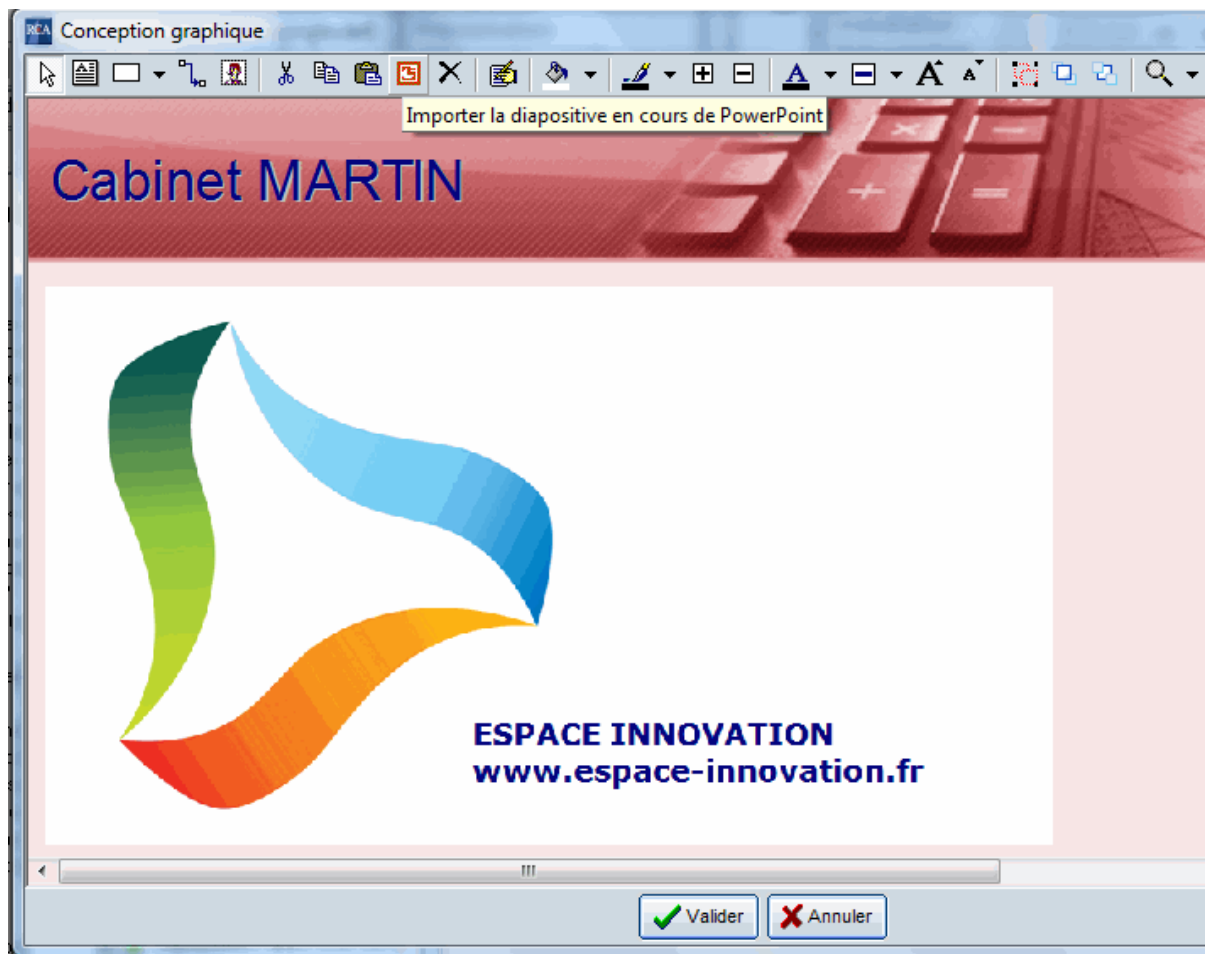 RCA Conception graphique
Importer la diapositive en cours de PowerPoint
Cabinet MARTIN
ESPACE INNOVATION
www.espace-innovation.fr
Valider Annuler